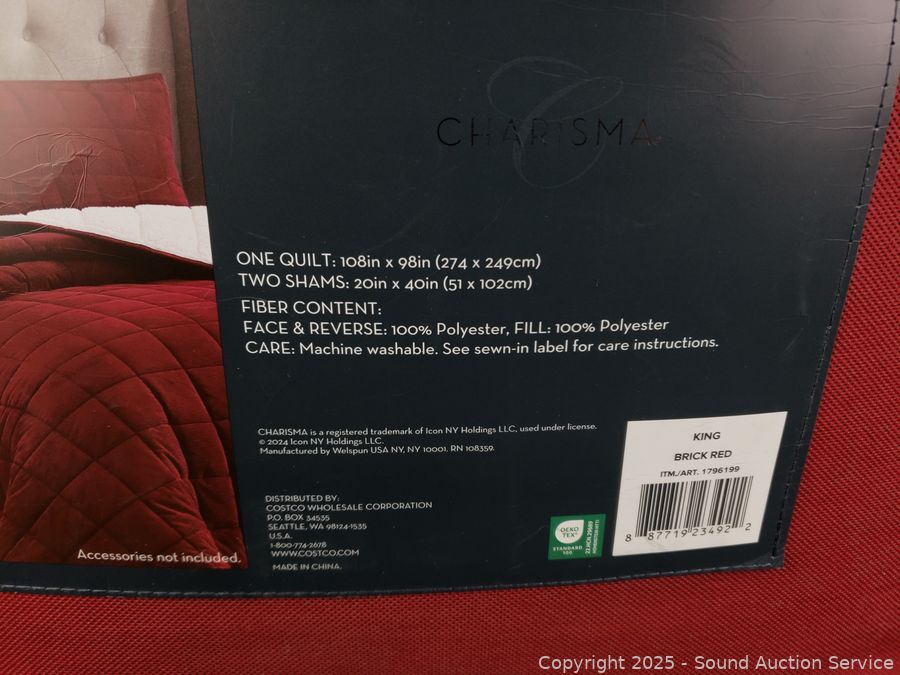 CHARISMA
ONE QUILT: 108in x 98in (274 x 249cm)
TWO SHAMS: 20in x 40in (51 x 102cm)
FIBER CONTENT:
FACE & REVERSE: 100% Polyester, FILL: 100% Polyester
CARE: Machine washable. See sewn-in label for care instructions.
CHARISMA is a registered trademark of Icon NY Holdings LLC, used under license.
© 2024 Icon NY Holdings LLC.
Manufactured by Welspun USA NY, NY 10001, RN 108359.
DISTRIBUTED BY:
COSTCO WHOLESALE CORPORATION
P.O. BOX 34535
SEATTLE, WA 98124-1535
U.S.A.
1-800-774-2678
WWW.COSTCO.COM
MADE IN CHINA.
Accessories not included.
OEKO
TEX®
STANDARD
100
KING
BRICK RED
ITM./ART. 1796199
8 87719 23492 2
Copyright 2025 - Sound Auction Service